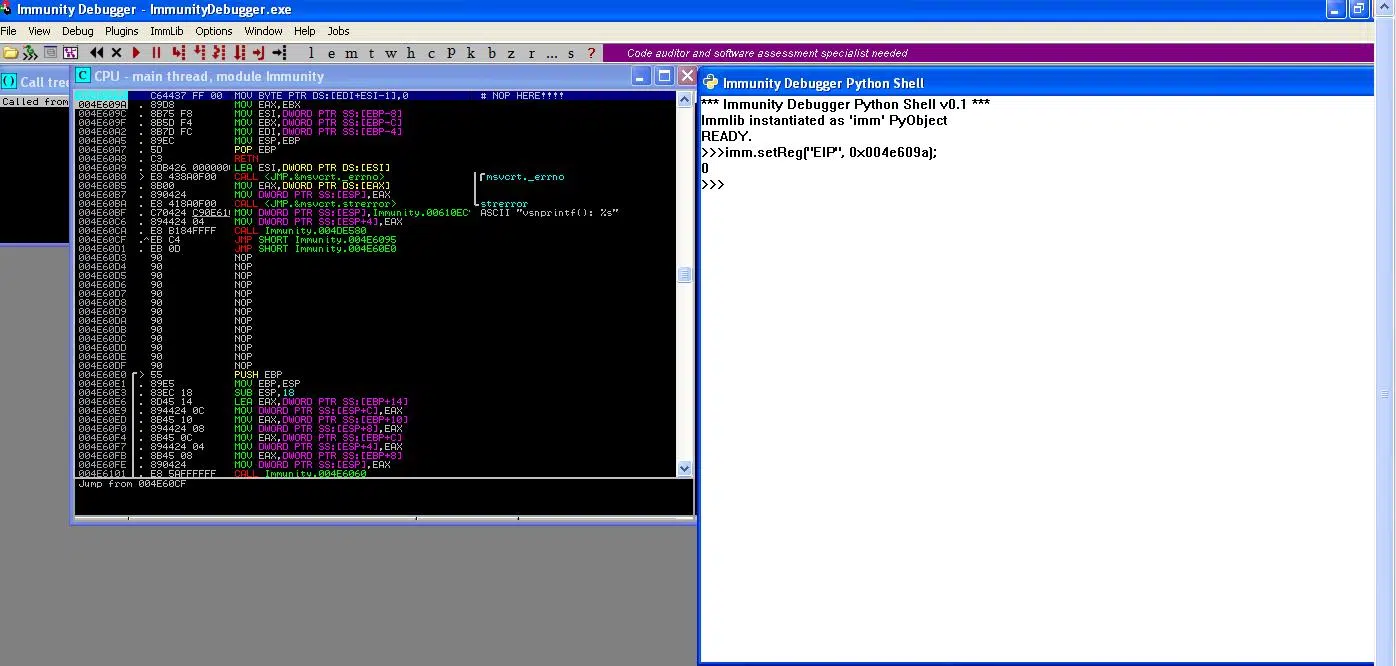 Immunity Debugger - ImmunityDebugger.exe
File View Debug Plugins ImmLib Options Window Help Jobs
l e m t w h c P k b z r ... s ?
Code auditor and software assessment specialist needed
Call tree
Called from
CPU - main thread, module Immunity
C64437 FF 00 MOV BYTE PTR DS:[EDI+ESI-1],0 # NOP HERE!!!!
004E609A . 89D8 MOV EAX,EBX
004E609C . 8B75 F8 MOV ESI,DWORD PTR SS:[EBP-8]
004E609F . 8B5D F4 MOV EBX,DWORD PTR SS:[EBP-C]
004E60A2 . 8B7D FC MOV EDI,DWORD PTR SS:[EBP-4]
004E60A5 . 89EC MOV ESP,EBP
004E60A7 . 5D POP EBP
004E60A8 . C3 RETN
004E60A9 . 8DB426 000000 LEA ESI,DWORD PTR DS:[ESI]
004E60B0 > E8 433A0F00 CALL <JMP.&msvcrt._errno> msvcrt._errno
004E60B5 . 8B00 MOV EAX,DWORD PTR DS:[EAX]
004E60B7 . 890424 MOV DWORD PTR SS:[ESP],EAX
004E60BA . E8 418A0F00 CALL <JMP.&msvcrt.strerror> strerror
004E60BF . C70424 C90E61 MOV DWORD PTR SS:[ESP],Immunity.00610EC ASCII "vsnprintf(): %s"
004E60C6 . 894424 04 MOV DWORD PTR SS:[ESP+4],EAX
004E60CA . E8 B184FFFF CALL Immunity.004DE580
004E60CF .^EB C4 JMP SHORT Immunity.004E6095
004E60D1 . EB 0D JMP SHORT Immunity.004E60E0
004E60D3 90 NOP
004E60D4 90 NOP
004E60D5 90 NOP
004E60D6 90 NOP
004E60D7 90 NOP
004E60D8 90 NOP
004E60D9 90 NOP
004E60DA 90 NOP
004E60DB 90 NOP
004E60DC 90 NOP
004E60DD 90 NOP
004E60DE 90 NOP
004E60DF 90 NOP
004E60E0 > 55 PUSH EBP
004E60E1 . 89E5 MOV EBP,ESP
004E60E3 . 83EC 18 SUB ESP,18
004E60E6 . 8D45 14 LEA EAX,DWORD PTR SS:[EBP+14]
004E60E9 . 894424 0C MOV DWORD PTR SS:[ESP+C],EAX
004E60ED . 8B45 10 MOV EAX,DWORD PTR SS:[EBP+10]
004E60F0 . 894424 08 MOV DWORD PTR SS:[ESP+8],EAX
004E60F4 . 8B45 0C MOV EAX,DWORD PTR SS:[EBP+C]
004E60F7 . 894424 04 MOV DWORD PTR SS:[ESP+4],EAX
004E60FB . 8B45 08 MOV EAX,DWORD PTR SS:[EBP+8]
004E60FE . 890424 MOV DWORD PTR SS:[ESP],EAX
004E6101 . E8 5AFFFFFF CALL Immunity.004E6060
Jump from 004E60CF
Immunity Debugger Python Shell
*** Immunity Debugger Python Shell v0.1 ***
Immlib instantiated as 'imm' PyObject
READY.
>>>imm.setReg("EIP", 0x004e609a);
0
>>>